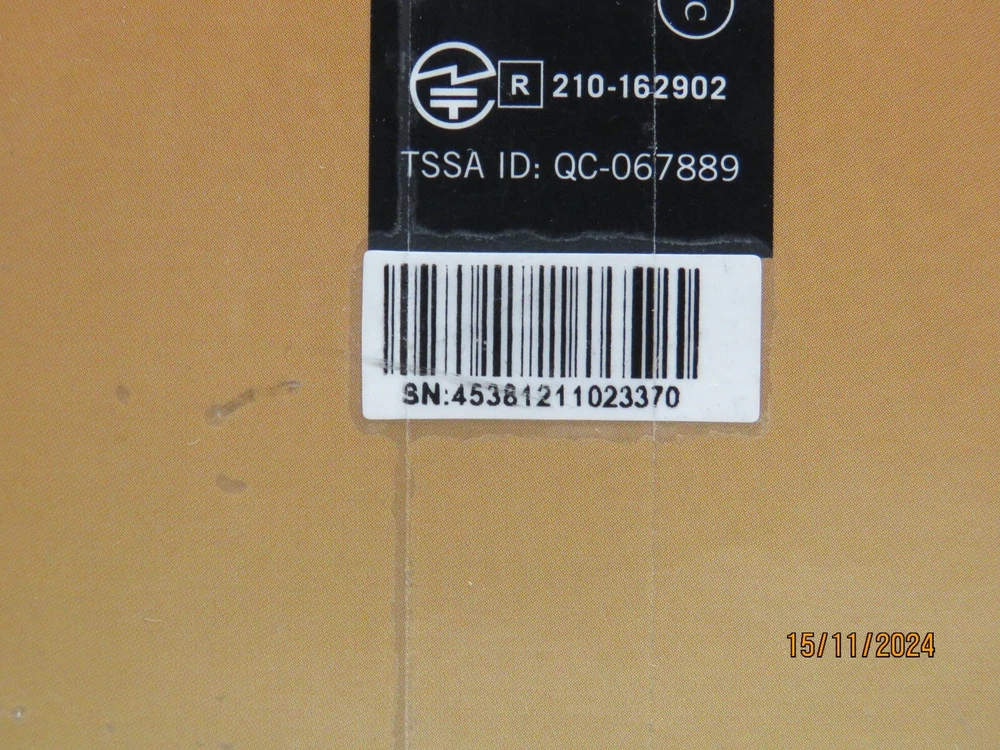 C
R 210-162902
TSSA ID: QC-067889
SN:45381211023370
15/11/2024